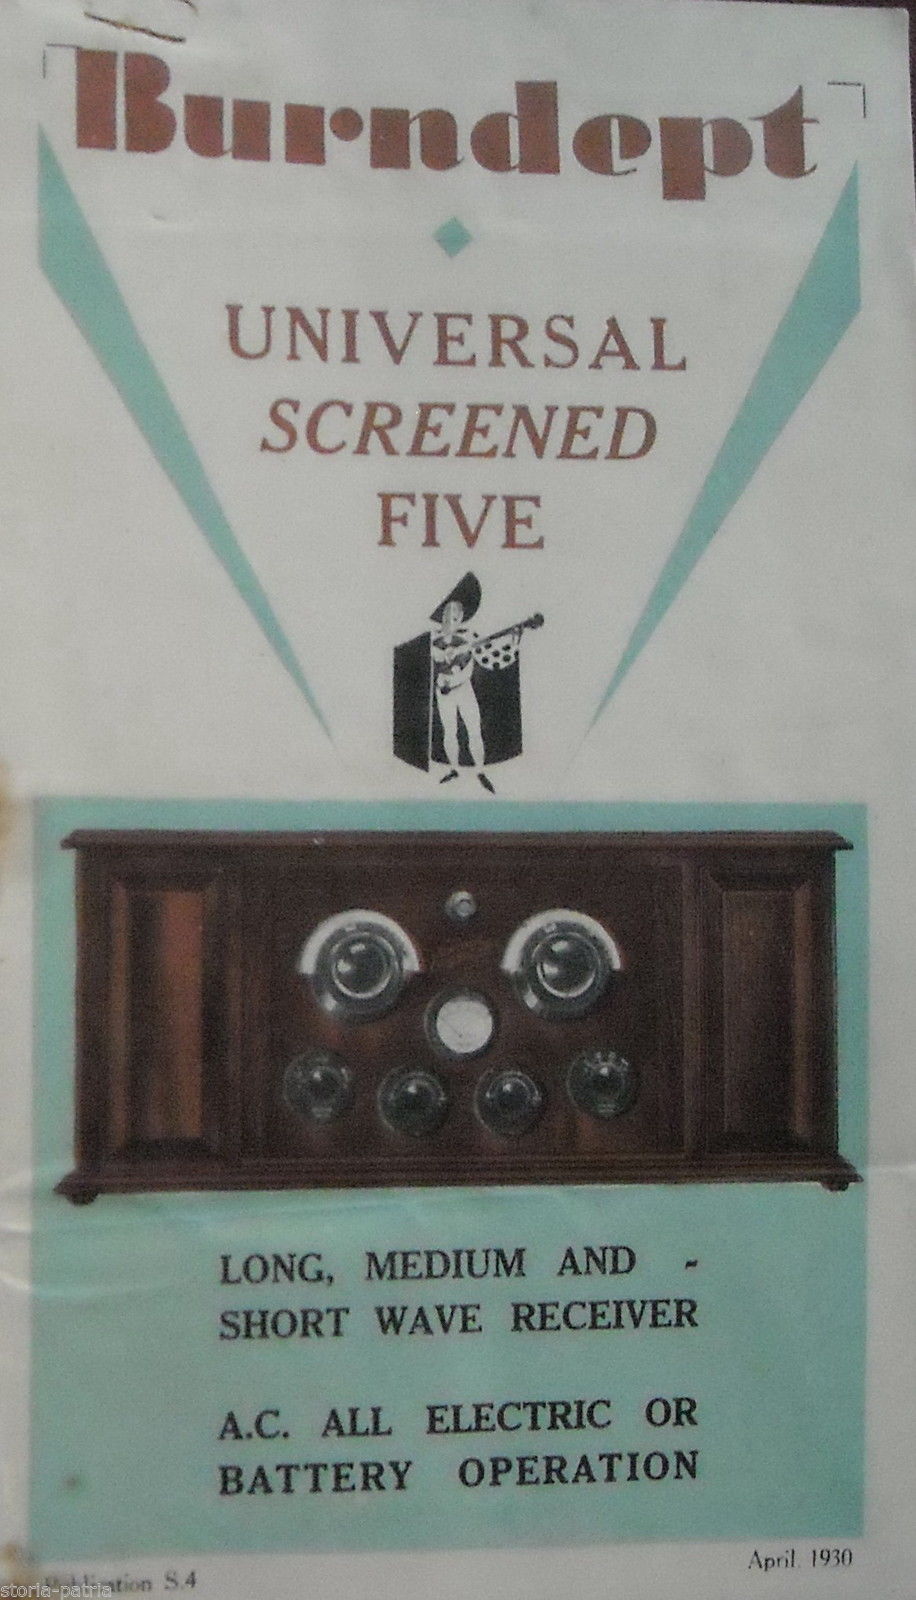 Burndept
UNIVERSAL
SCREENED
FIVE
LONG, MEDIUM AND -
SHORT WAVE RECEIVER
A.C. ALL ELECTRIC OR
BATTERY OPERATION
April, 1930
Publication S.4
storia-patria